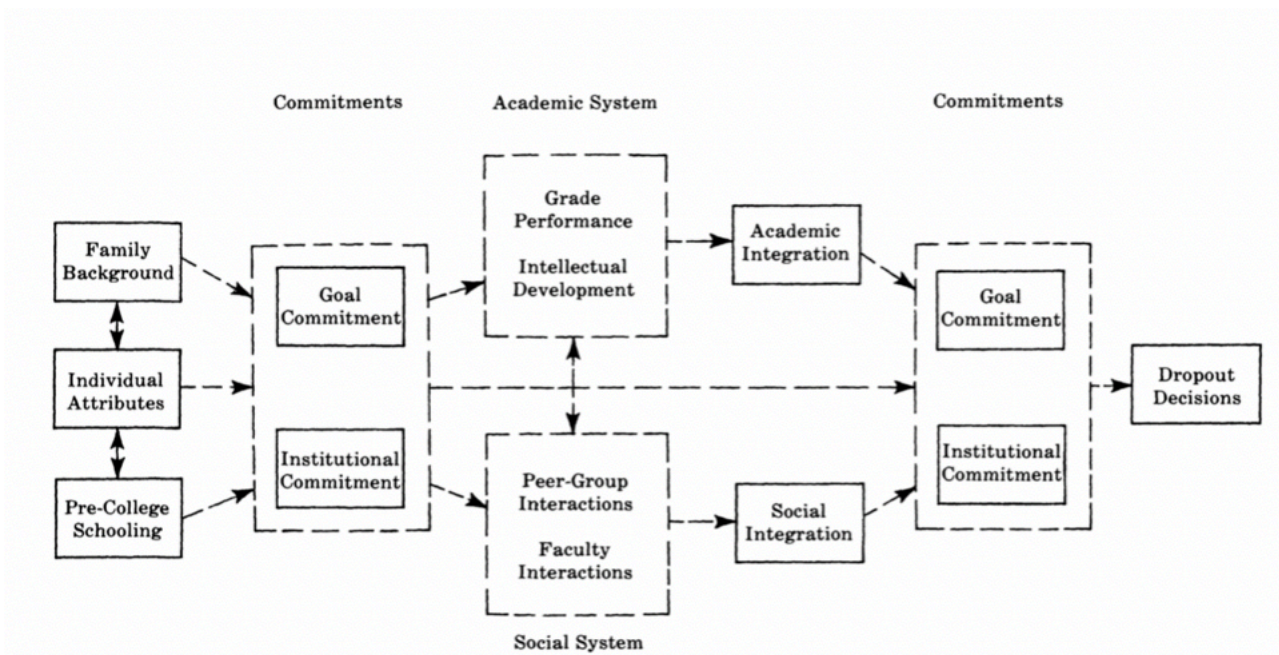 Commitments
Academic System
Commitments
Family
Background
Individual
Attributes
Pre-College
Schooling
Goal
Commitment
Institutional
Commitment
Grade
Performance
Intellectual
Development
Peer-Group
Interactions
Faculty
Interactions
Social System
Academic
Integration
Social
Integration
Goal
Commitment
Institutional
Commitment
Dropout
Decisions